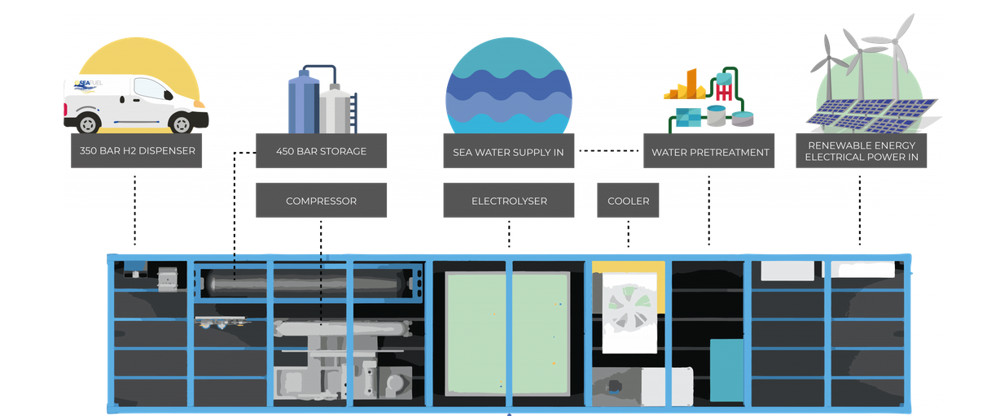 SEAFUEL
350 BAR H2 DISPENSER
450 BAR STORAGE
SEA WATER SUPPLY IN
WATER PRETREATMENT
RENEWABLE ENERGY
ELECTRICAL POWER IN
COMPRESSOR
ELECTROLYSER
COOLER